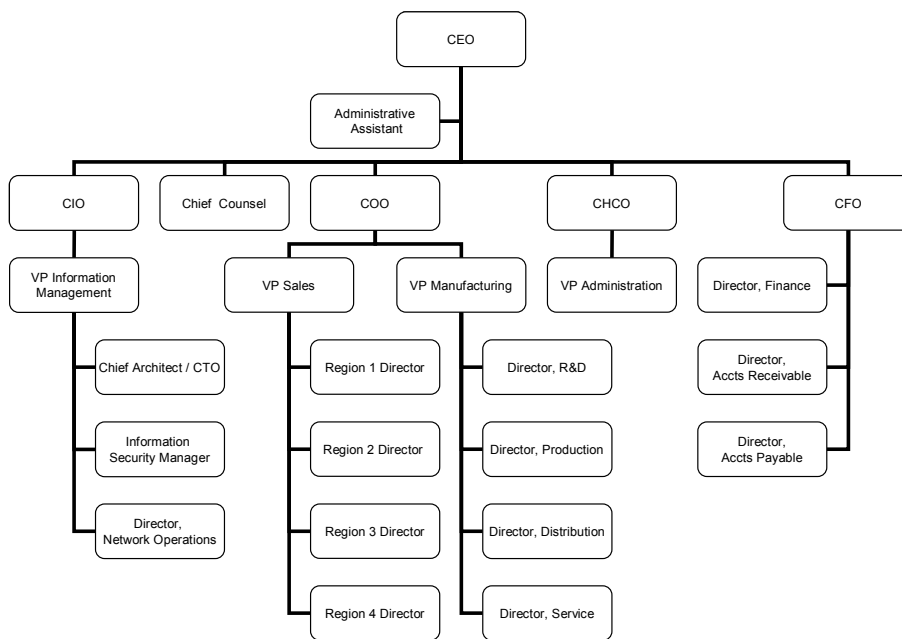 CEO
Administrative
Assistant
CIO
Chief Counsel
COO
CHCO
CFO
VP Information
Management
VP Sales
VP Manufacturing
VP Administration
Director, Finance
Chief Architect / CTO
Region 1 Director
Director, R&D
Director,
Accts Receivable
Information
Security Manager
Region 2 Director
Director, Production
Director,
Accts Payable
Director,
Network Operations
Region 3 Director
Director, Distribution
Region 4 Director
Director, Service